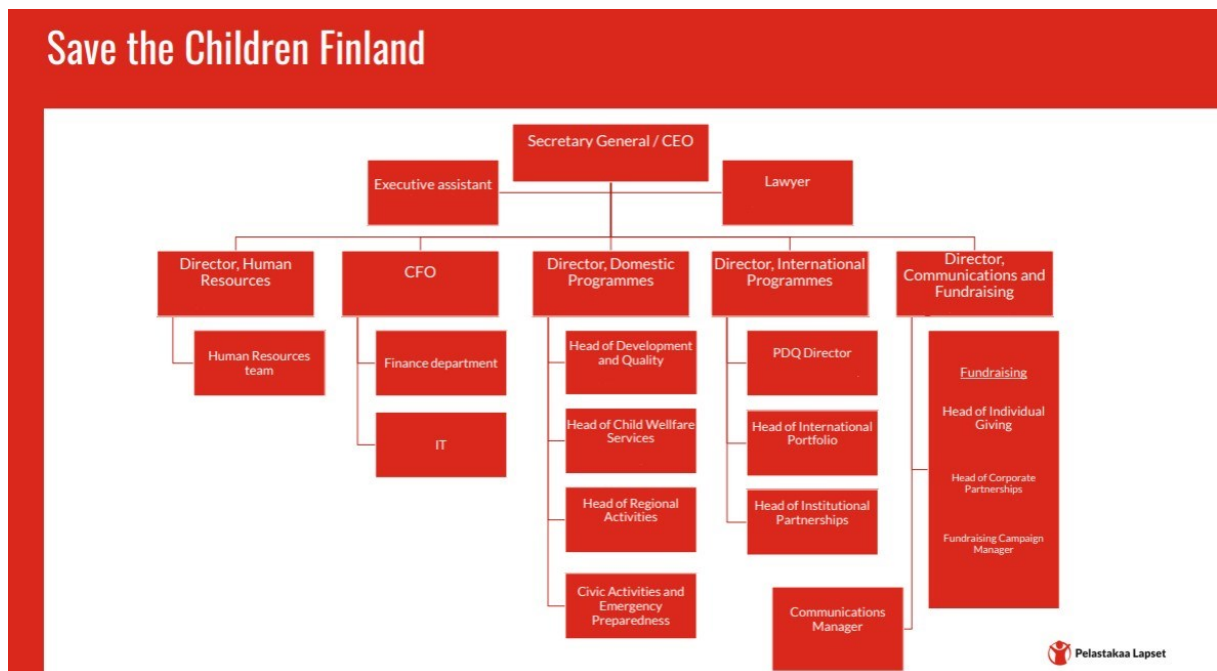 Save the Children Finland
Secretary General / CEO
Executive assistant
Lawyer
Director, Human
Resources
CFO
Director, Domestic
Programmes
Director, International
Programmes
Director,
Communications and
Fundraising
Human Resources
team
Finance department
IT
Head of Development
and Quality
Head of Child Wellfare
Services
Head of Regional
Activities
Civic Activities and
Emergency
Preparedness
PDQ Director
Head of International
Portfolio
Head of Institutional
Partnerships
Fundraising
Head of Individual
Giving
Head of Corporate
Partnerships
Fundraising Campaign
Manager
Communications
Manager
Pelastakaa Lapset